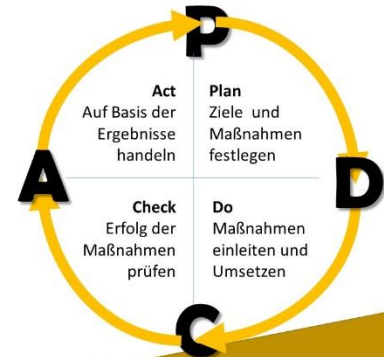 P
Act
Auf Basis der
Ergebnisse
handeln
Plan
Ziele und
Maßnahmen
festlegen
A
D
Check
Erfolg der
Maßnahmen
prüfen
Do
Maßnahmen
einleiten und
Umsetzen
C